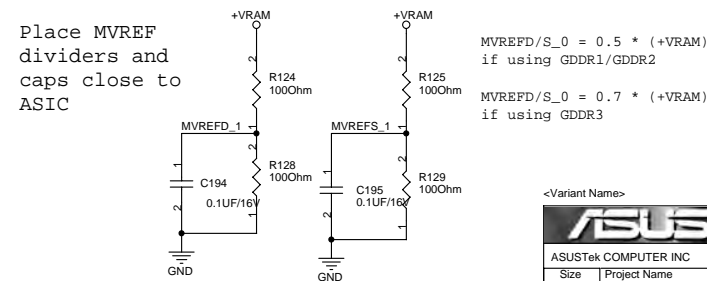 Place MVREF
dividers and
caps close to
ASIC
+VRAM
2
R124
100Ohm
1
MVREFD_1
2
R128
100Ohm
1
1
C194
0.1UF/16V
2
GND
+VRAM
2
R125
100Ohm
1
MVREFS_1
2
R129
100Ohm
1
1
C195
0.1UF/16V
2
GND
MVREFD/S_0 = 0.5 * (+VRAM)
if using GDDR1/GDDR2
MVREFD/S_0 = 0.7 * (+VRAM)
if using GDDR3
<Variant Name>
ASUS
ASUSTek COMPUTER INC
Size
Project Name